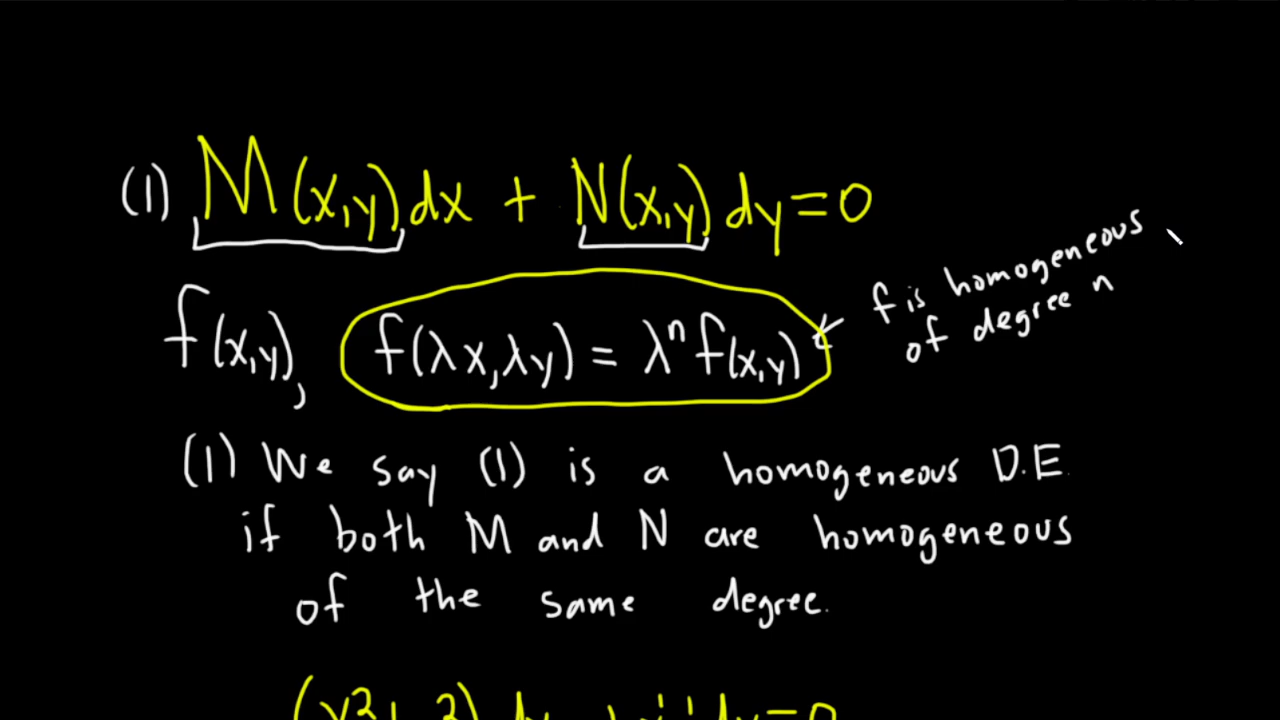 (1) M(x,y)dx + N(x,y)dy=0
f(x,y), f(λx,λy) = λⁿf(x,y) f is homogeneous
of degree n
(1) We say (1) is a homogeneous D.E.
if both M and N are homogeneous
of the same degree.